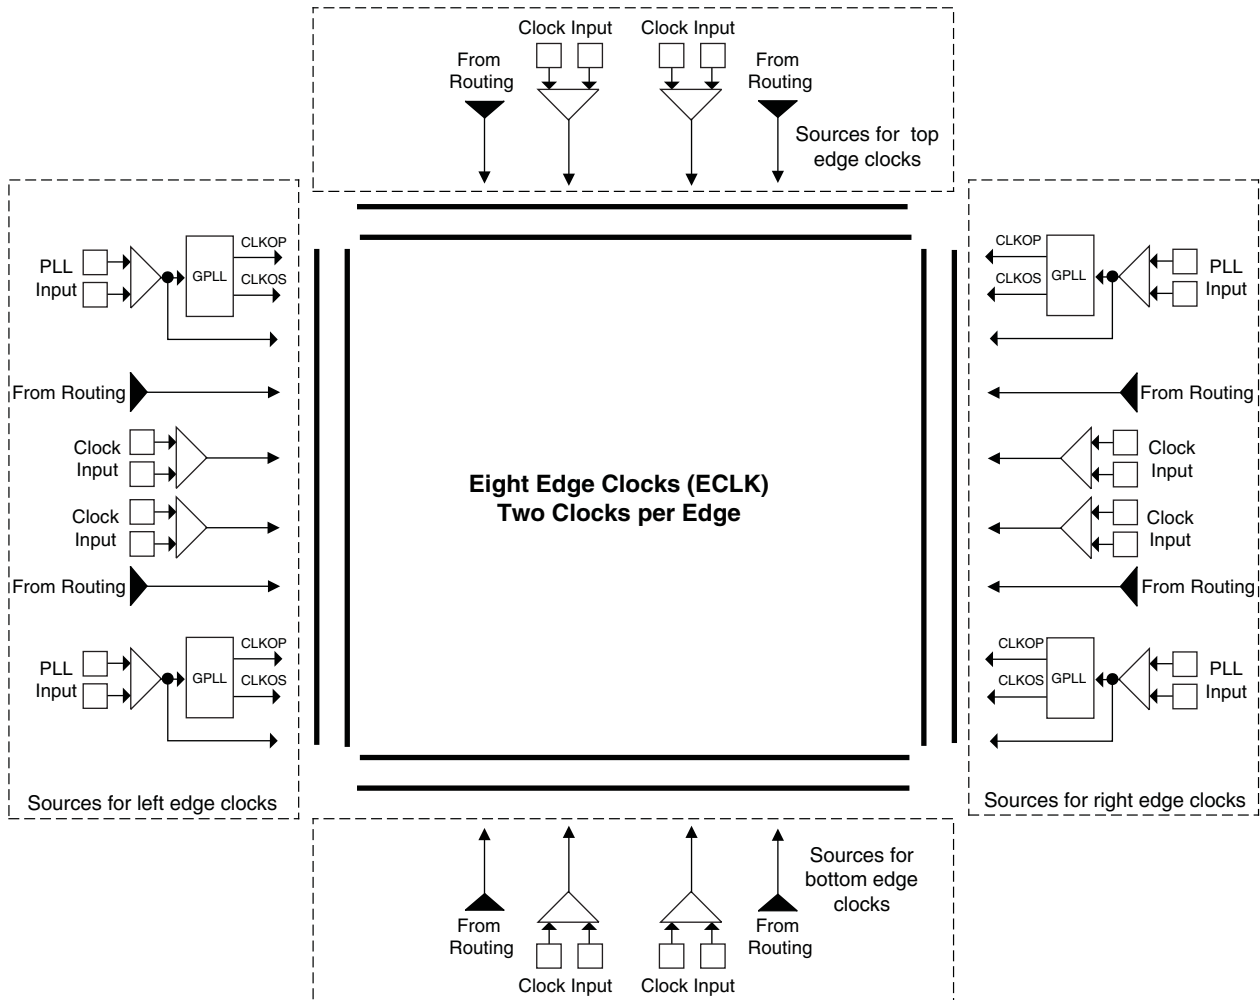 Clock Input
Clock Input
From
Routing
From
Routing
Sources for top
edge clocks
PLL
Input
GPLL
CLKOP
CLKOS
From Routing
Clock
Input
Clock
Input
From Routing
PLL
Input
GPLL
CLKOP
CLKOS
Sources for left edge clocks
Eight Edge Clocks (ECLK)
Two Clocks per Edge
CLKOP
CLKOS
GPLL
PLL
Input
From Routing
Clock
Input
Clock
Input
From Routing
CLKOP
CLKOS
GPLL
PLL
Input
Sources for right edge clocks
From
Routing
Clock Input
Clock Input
From
Routing
Sources for
bottom edge
clocks